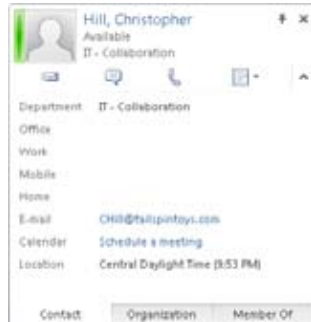 Hill, Christopher
Available
IT - Collaboration
Department IT - Collaboration
Office
Work
Mobile
Home
E-mail CHill@tailspintoys.com
Calendar Schedule a meeting
Location Central Daylight Time (9:53 PM)
Contact Organization Member Of